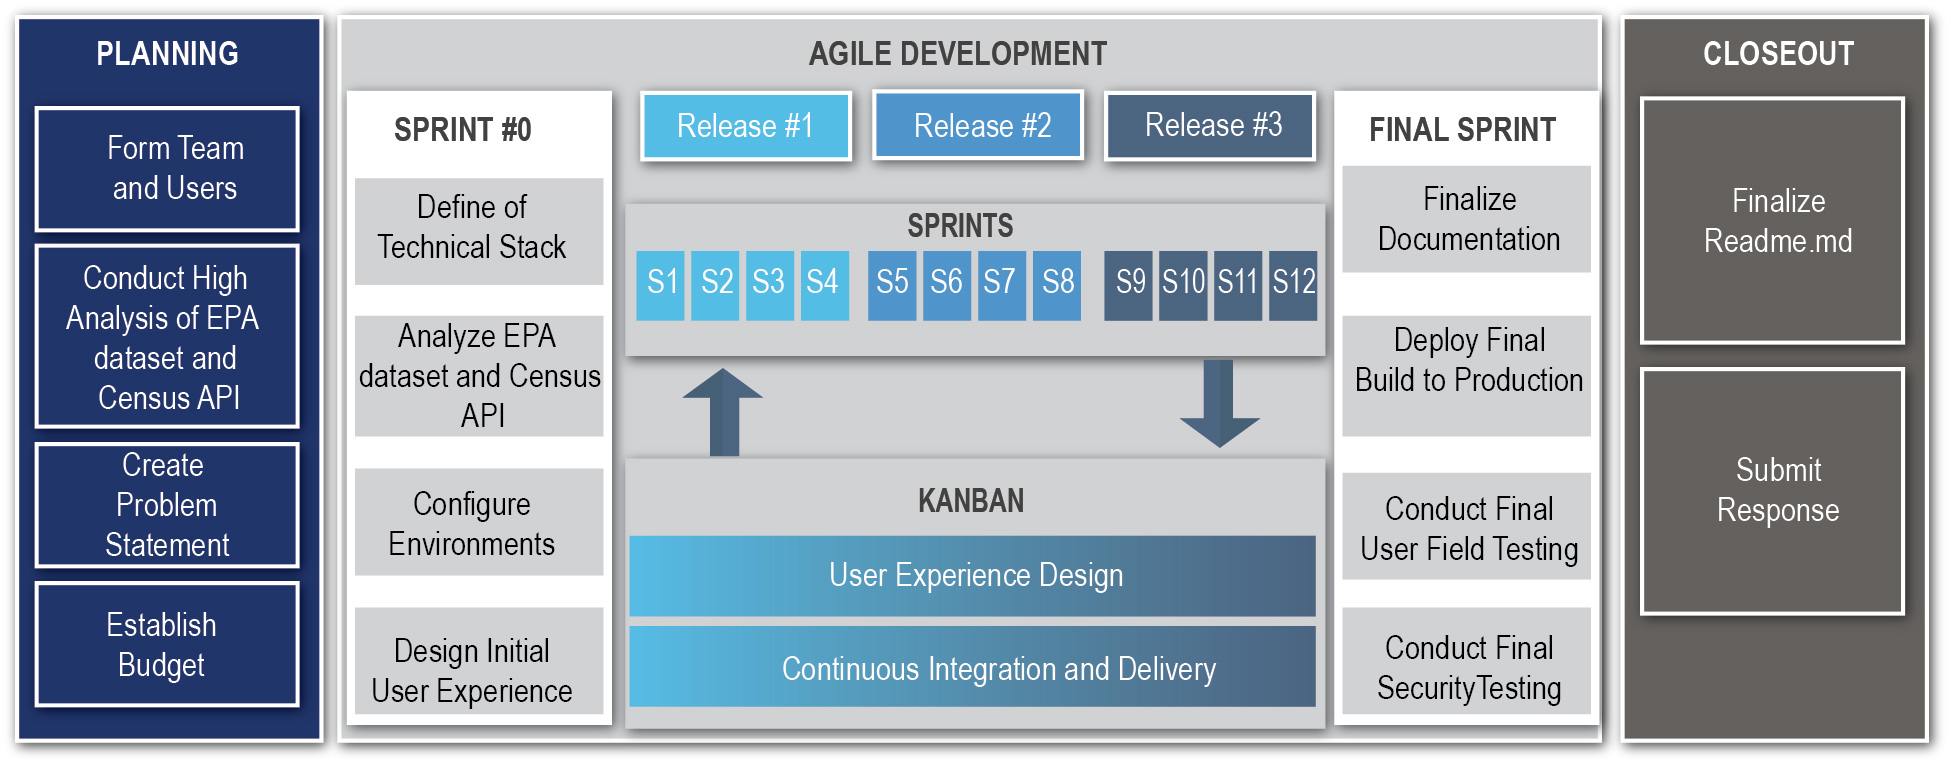 PLANNING
Form Team
and Users
Conduct High
Analysis of EPA
dataset and
Census API
Create
Problem
Statement
Establish
Budget
AGILE DEVELOPMENT
SPRINT #0
Define of
Technical Stack
Analyze EPA
dataset and Census
API
Configure
Environments
Design Initial
User Experience
Release #1
Release #2
Release #3
SPRINTS
S1 S2 S3 S4 S5 S6 S7 S8 S9 S10 S11 S12
KANBAN
User Experience Design
Continuous Integration and Delivery
FINAL SPRINT
Finalize
Documentation
Deploy Final
Build to Production
Conduct Final
User Field Testing
Conduct Final
SecurityTesting
CLOSEOUT
Finalize
Readme.md
Submit
Response